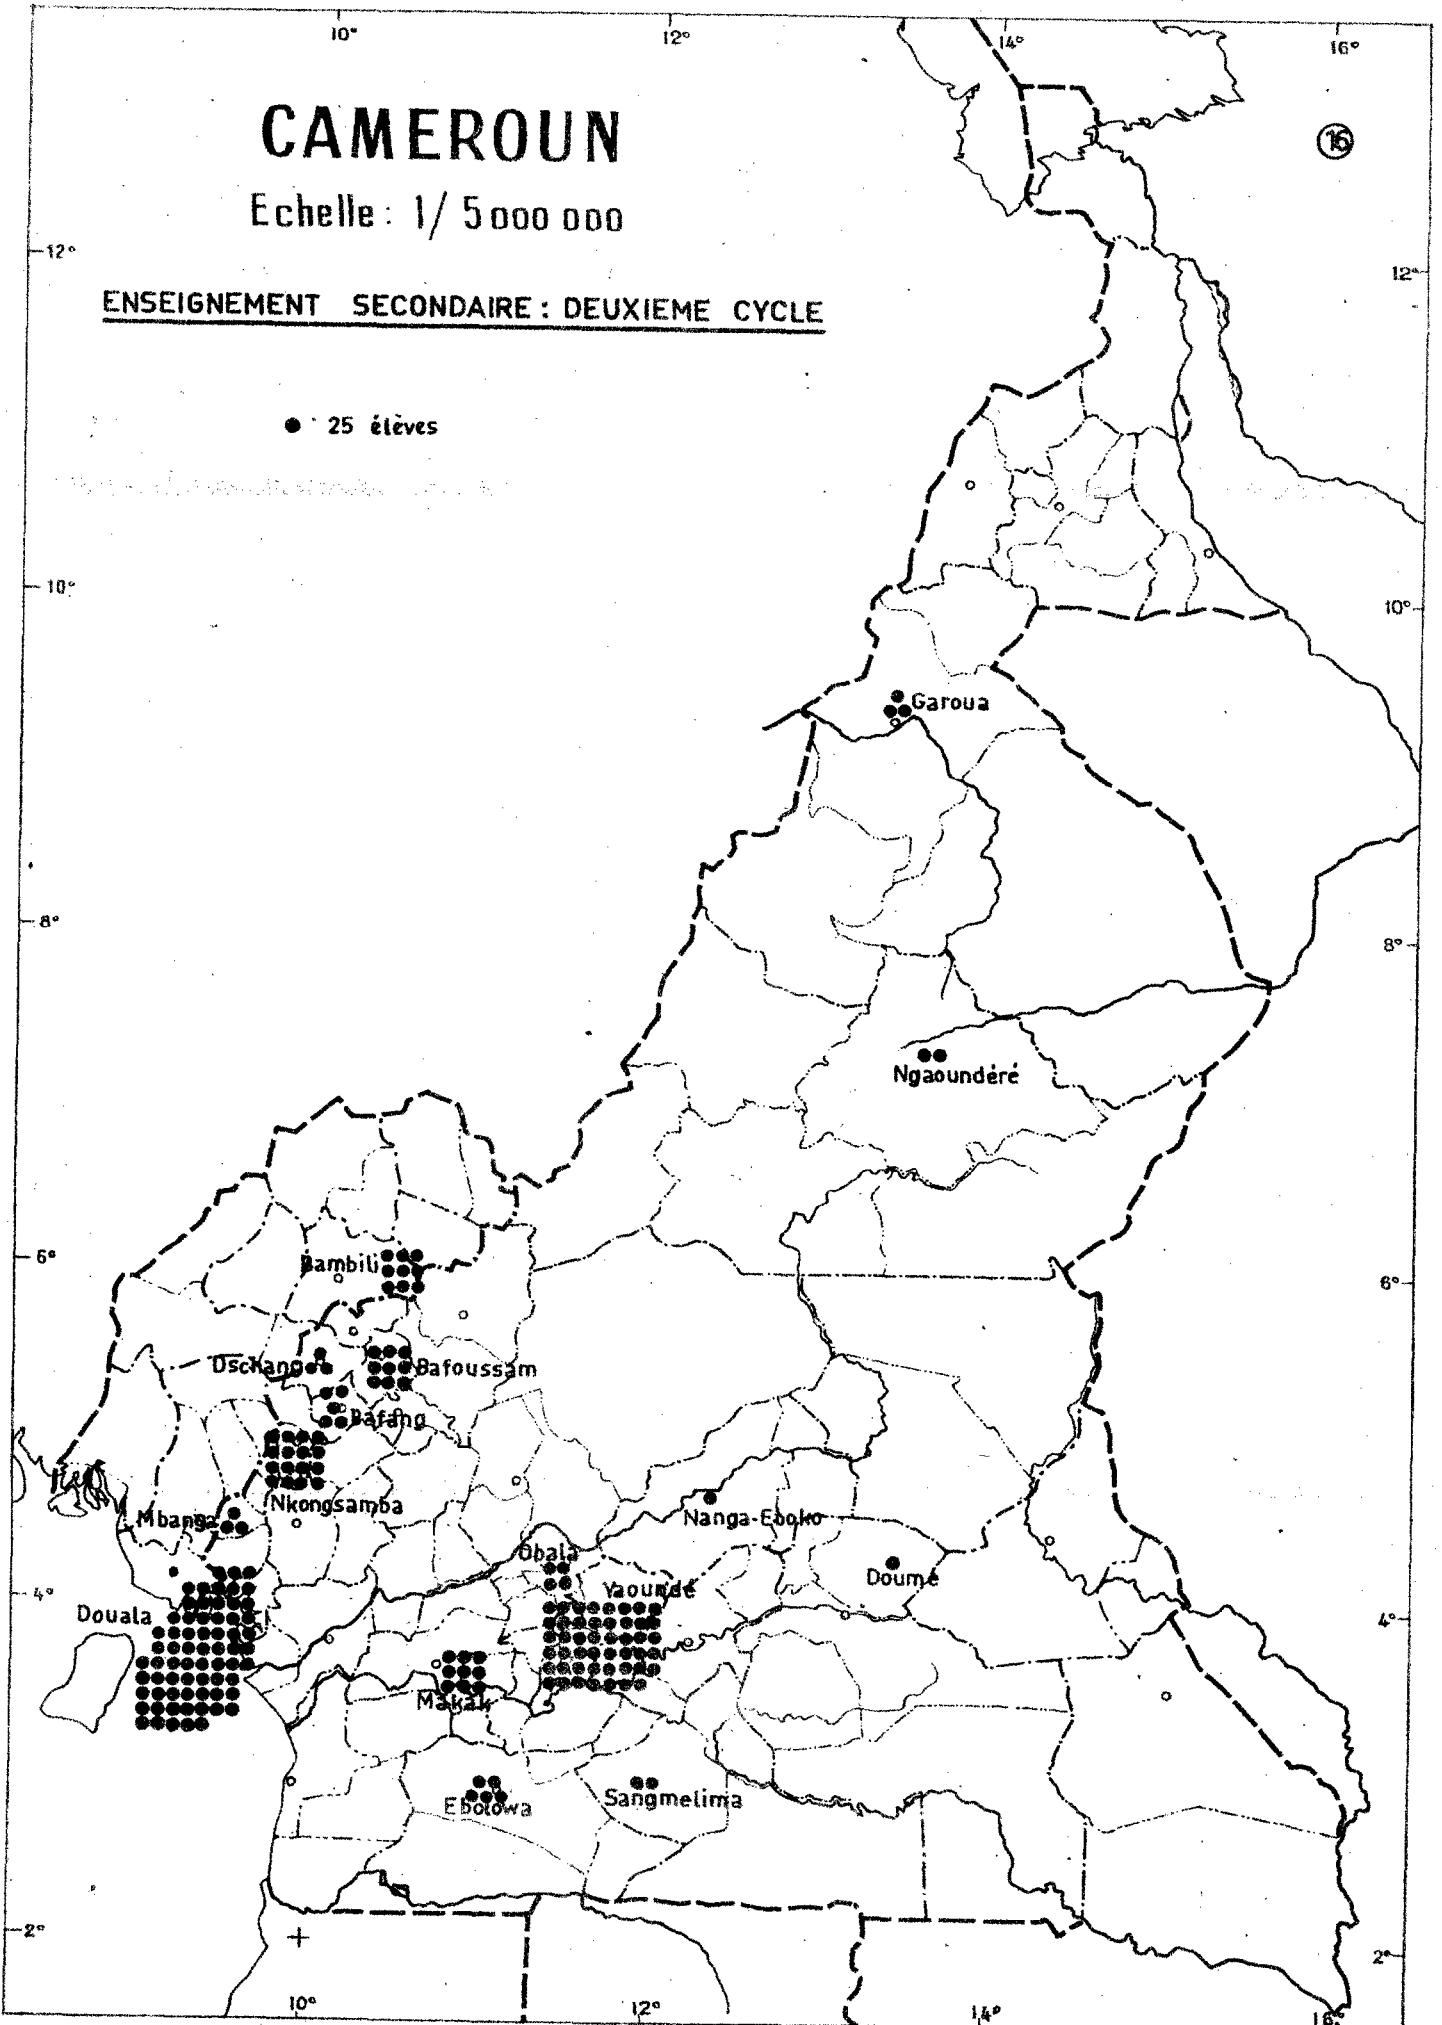 10° 12° 14° 16°
CAMEROUN
16
Echelle: 1/ 5 000 000
12° 12°
ENSEIGNEMENT SECONDAIRE : DEUXIEME CYCLE
25 élèves
10° 10°
Garoua
8° 8°
Ngaoundéré
6° 6°
Bambili
Dschang
Bafoussam
Bafang
Nkongsamba
Mbanga
Nanga-Eboko
Obala
Doumé
Yaoundé
4° 4°
Douala
Makak
Ebolowa
Sangmelima
2° 2°
10° 12° 14° 16°